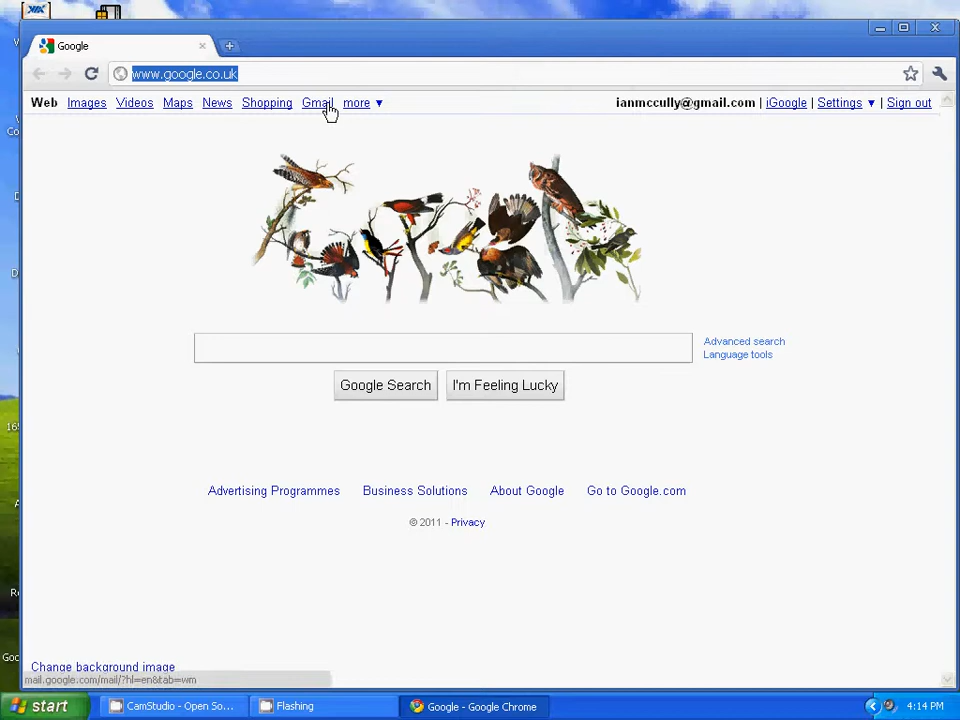 Google
www.google.co.uk
Web Images Videos Maps News Shopping Gmail more ▼ ianmccully@gmail.com | iGoogle | Settings ▼ | Sign out
Google
Advanced search
Language tools
Google Search I'm Feeling Lucky
Advertising Programmes Business Solutions About Google Go to Google.com
© 2011 - Privacy
Change background image
mail.google.com/mail/?hl=en&tab=wm
start CamStudio - Open So... Flashing Google - Google Chrome 4:14 PM